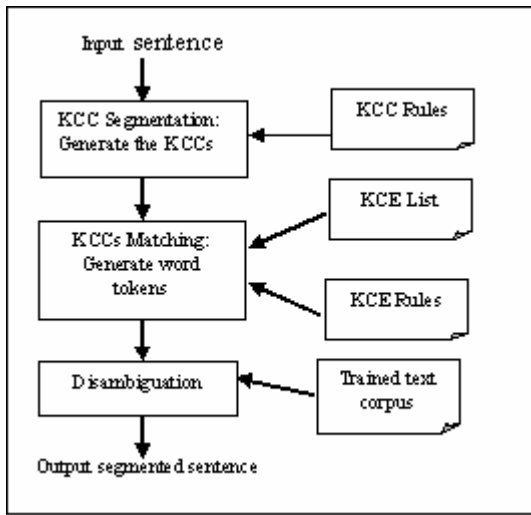 Input sentence
KCC Segmentation:
Generate the KCCs
KCC Rules
KCE List
KCCs Matching:
Generate word
tokens
KCE Rules
Disambiguation
Trained text
corpus
Output segmented sentence